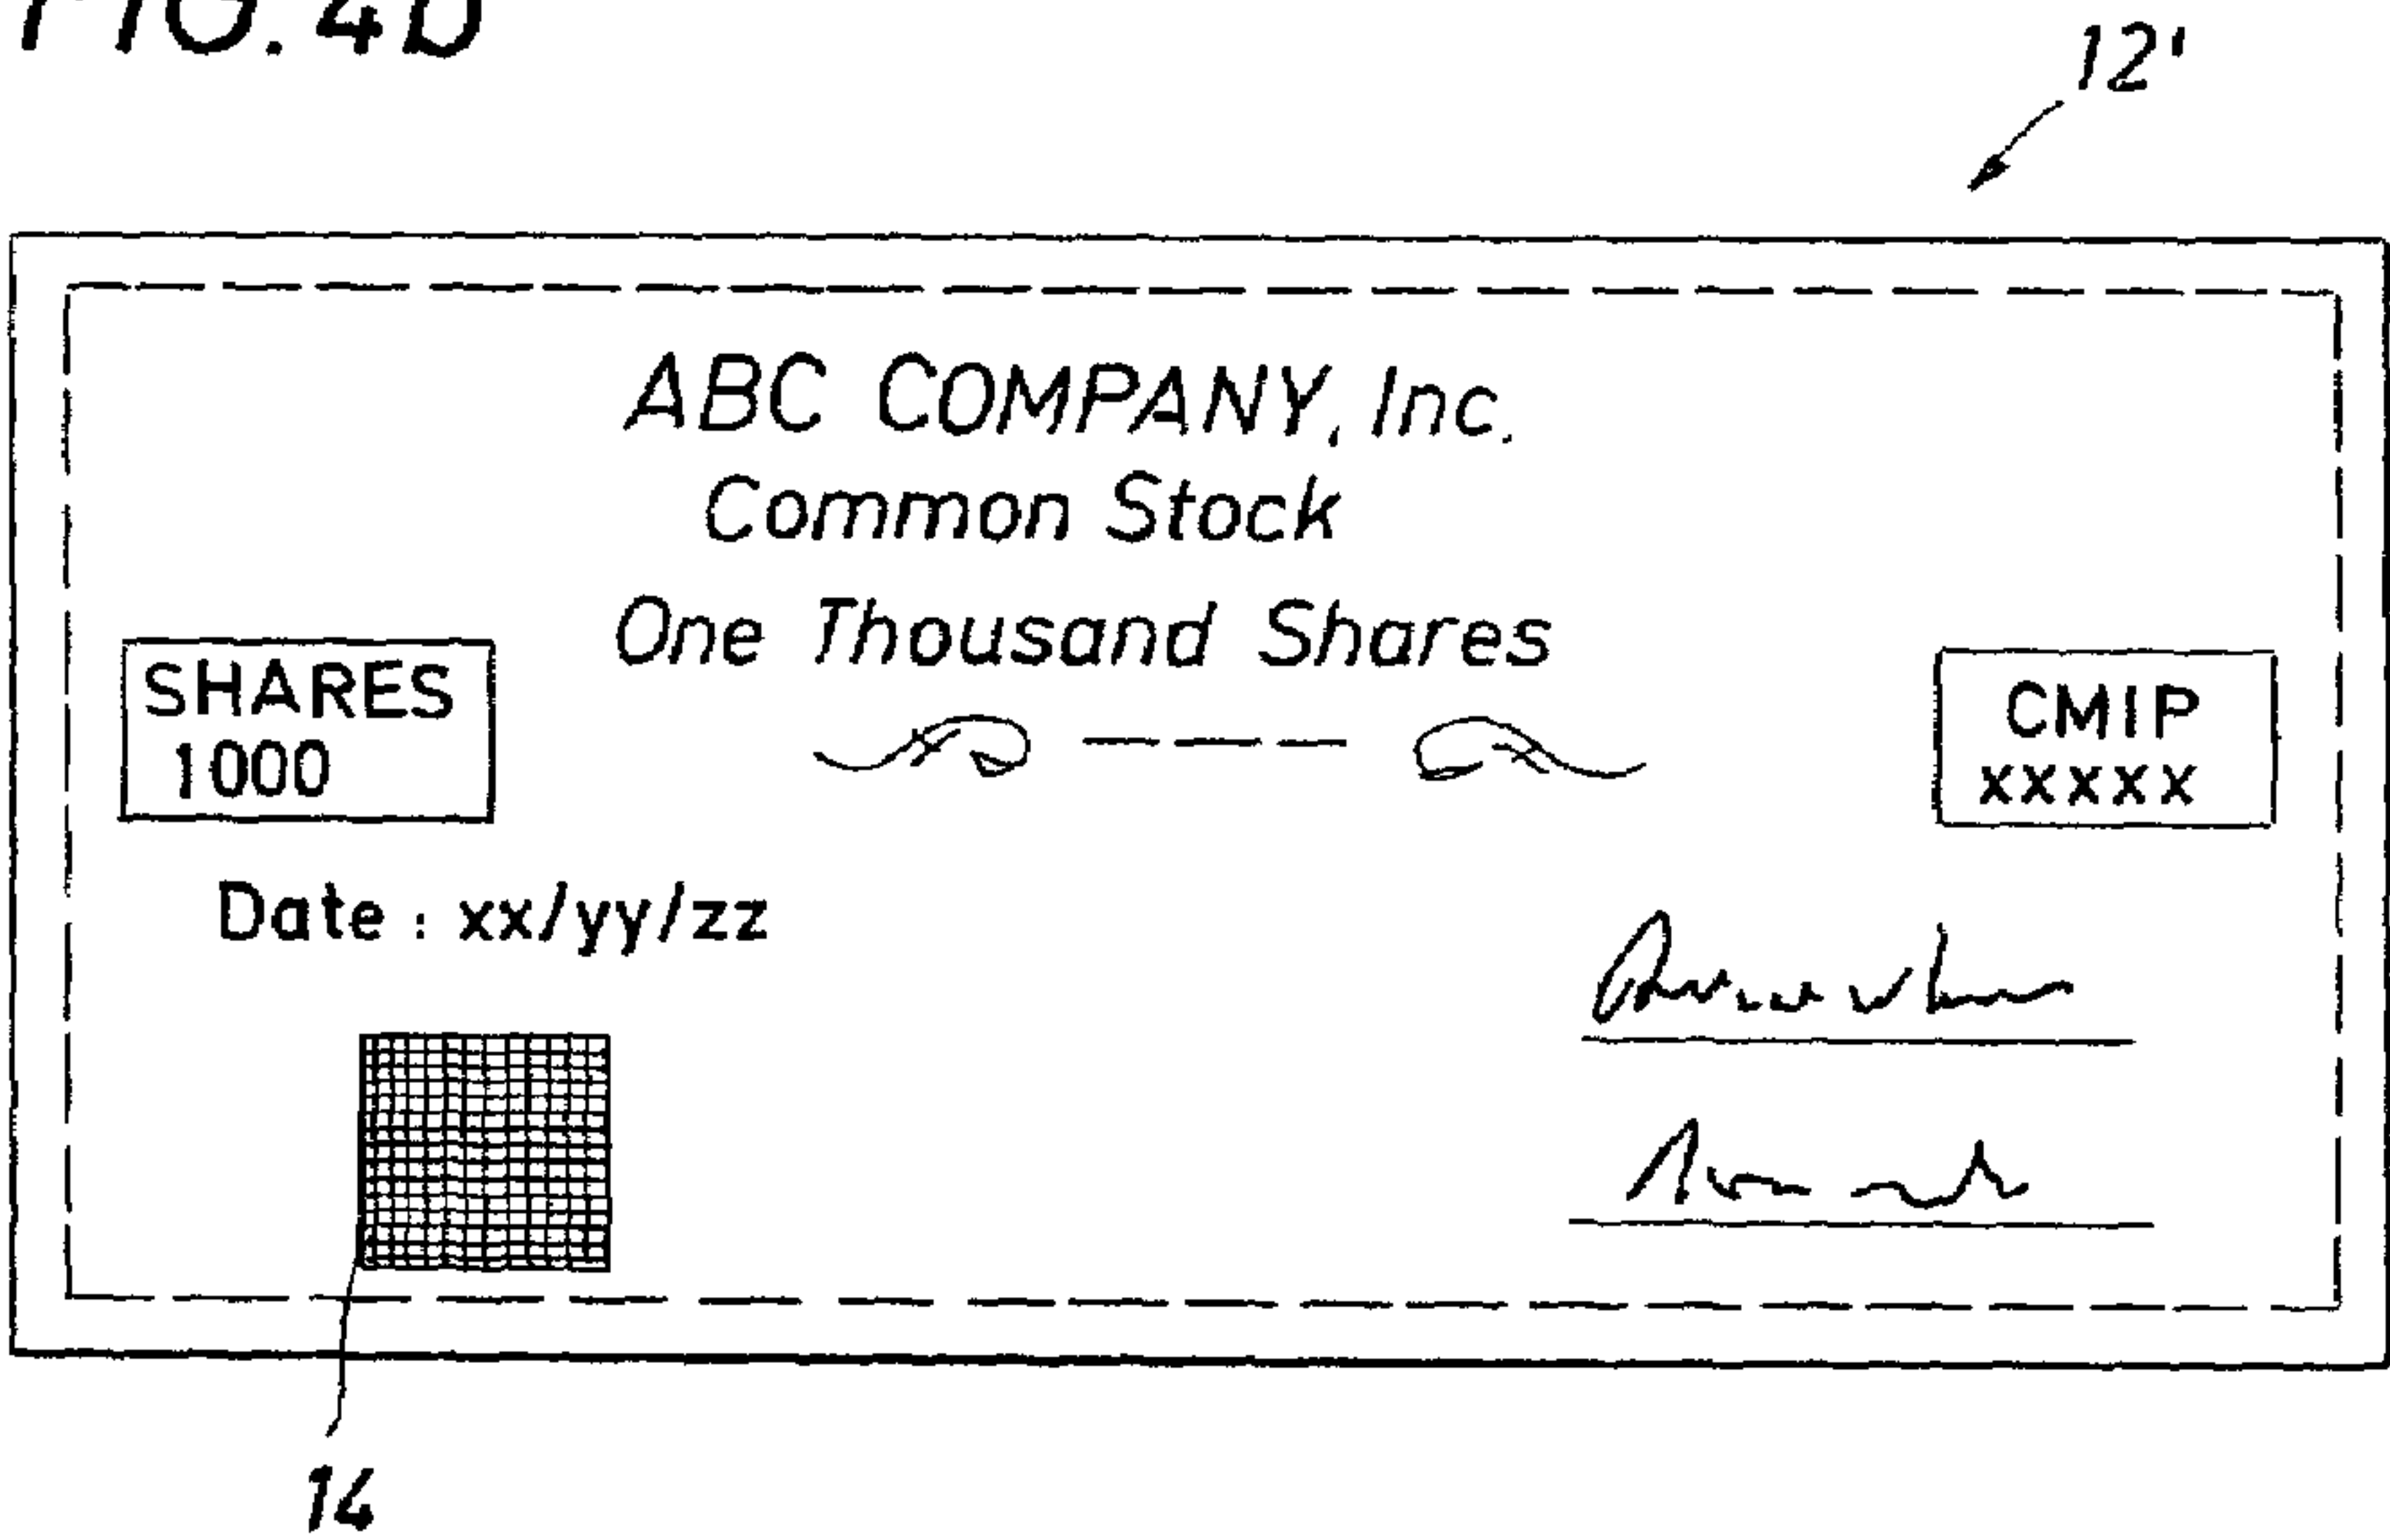 FIG. 4b
12'
ABC COMPANY, Inc.
Common Stock
One Thousand Shares
SHARES
1000
CMIP
xxxxx
Date : xx/yy/zz
14